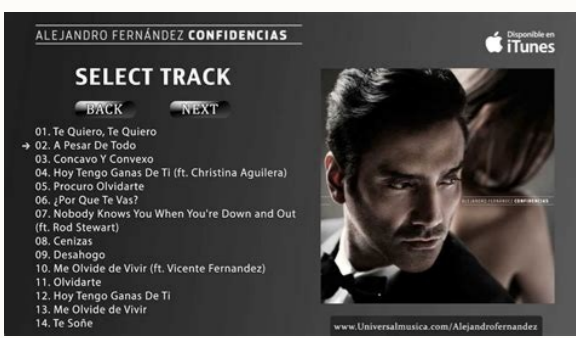 ALEJANDRO FERNÁNDEZ CONFIDENCIAS
Disponible en
iTunes
SELECT TRACK
BACK NEXT
01. Te Quiero, Te Quiero
→ 02. A Pesar De Todo
03. Concavo Y Convexo
04. Hoy Tengo Ganas De Ti (ft. Christina Aguilera)
05. Procuro Olvidarte
06. ¿Por Que Te Vas?
07. Nobody Knows You When You're Down and Out
(ft. Rod Stewart)
08. Cenizas
09. Desahogo
10. Me Olvide de Vivir (ft. Vicente Fernandez)
11. Olvidarte
12. Hoy Tengo Ganas De Ti
13. Me Olvide de Vivir
14. Te Soñe
ALEJANDRO FERNÁNDEZ CONFIDENCIAS
www.Universalmusica.com/Alejandrofernandez